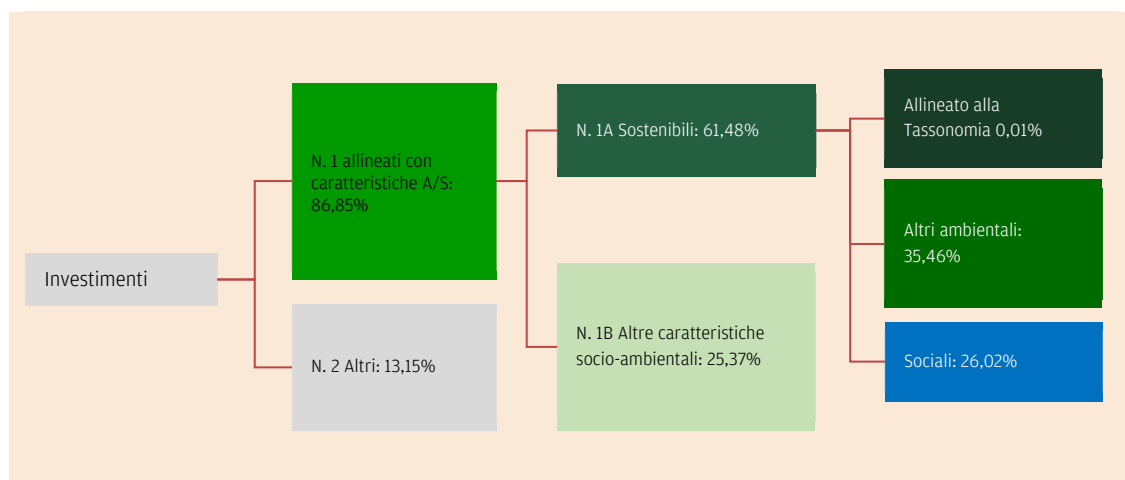 Investimenti
N. 1 allineati con
caratteristiche A/S:
86,85%
N. 2 Altri: 13,15%
N. 1A Sostenibili: 61,48%
N. 1B Altre caratteristiche
socio-ambientali: 25,37%
Allineato alla
Tassonomia 0,01%
Altri ambientali:
35,46%
Sociali: 26,02%